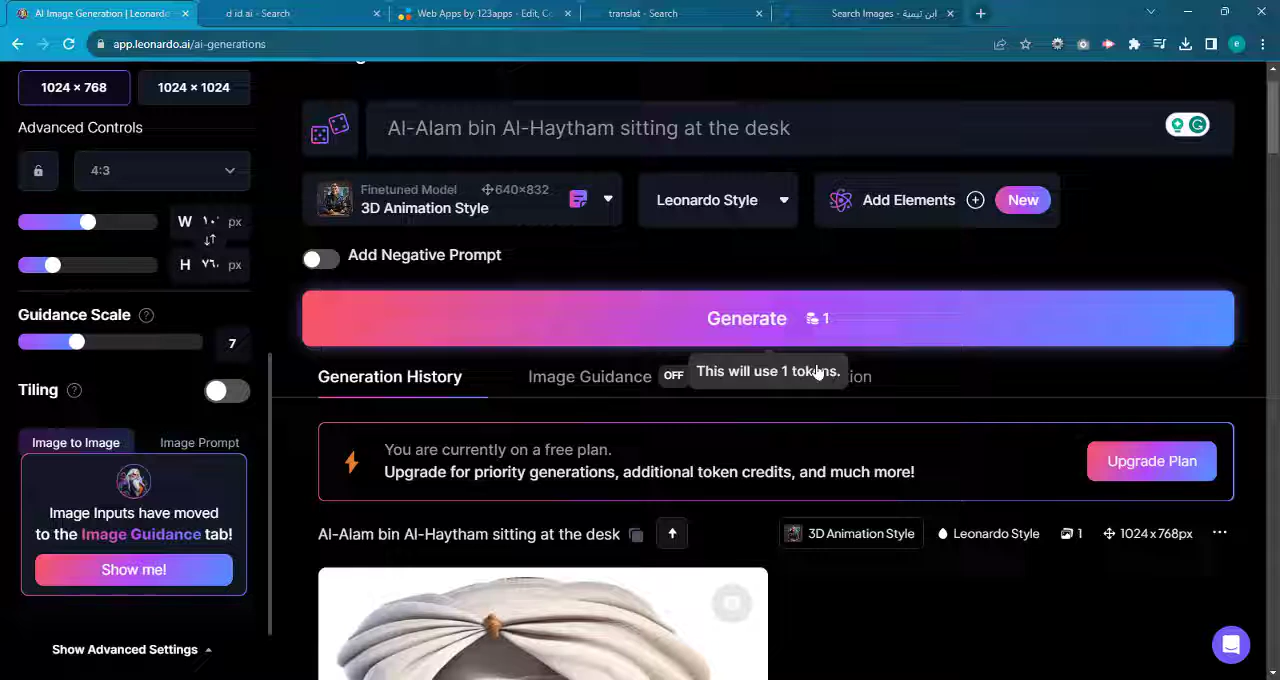 AI Image Generation | Leonardo
d id ai - Search
Web Apps by 123apps - Edit, Co
translat - Search
Search Images - ابن تيمية
app.leonardo.ai/ai-generations
e
1024 × 768
1024 × 1024
Advanced Controls
4:3
W
px
H
px
Guidance Scale
7
Tiling
Image to Image
Image Prompt
Image Inputs have moved
to the Image Guidance tab!
Show me!
Show Advanced Settings
Al-Alam bin Al-Haytham sitting at the desk
Finetuned Model
640×832
3D Animation Style
Leonardo Style
Add Elements
New
Add Negative Prompt
Generate
1
Generation History
Image Guidance
OFF
This will use 1 tokens.
ion
You are currently on a free plan.
Upgrade for priority generations, additional token credits, and much more!
Upgrade Plan
Al-Alam bin Al-Haytham sitting at the desk
3D Animation Style
Leonardo Style
1
1024 x 768px